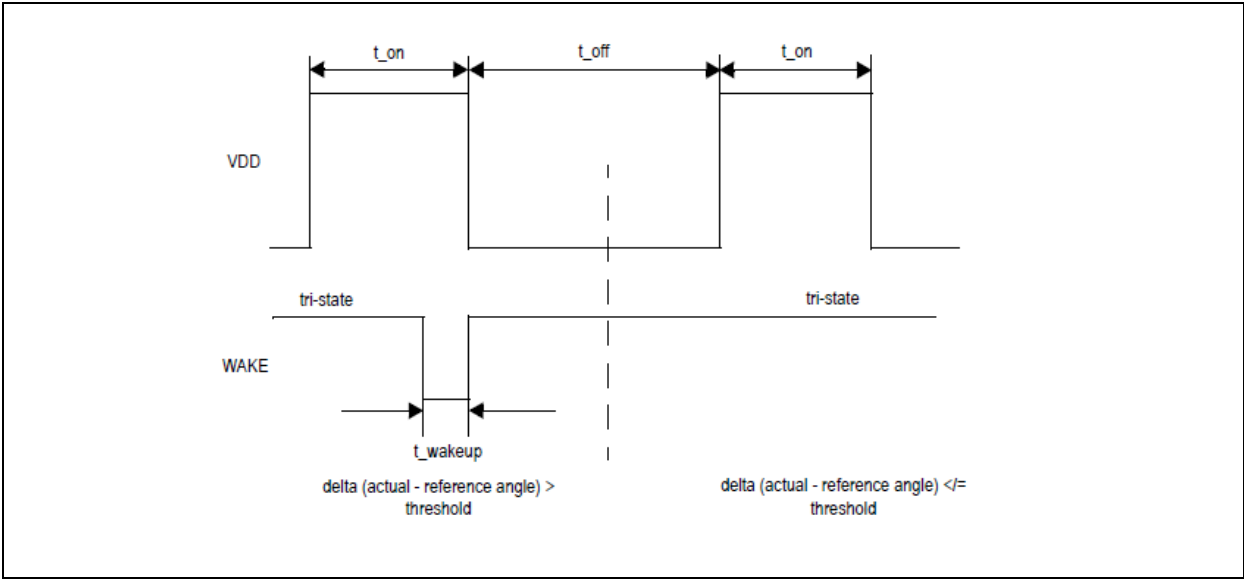 t_on
t_off
t_on
VDD
tri-state
tri-state
WAKE
t_wakeup
delta (actual - reference angle) >
threshold
delta (actual - reference angle) </=
threshold